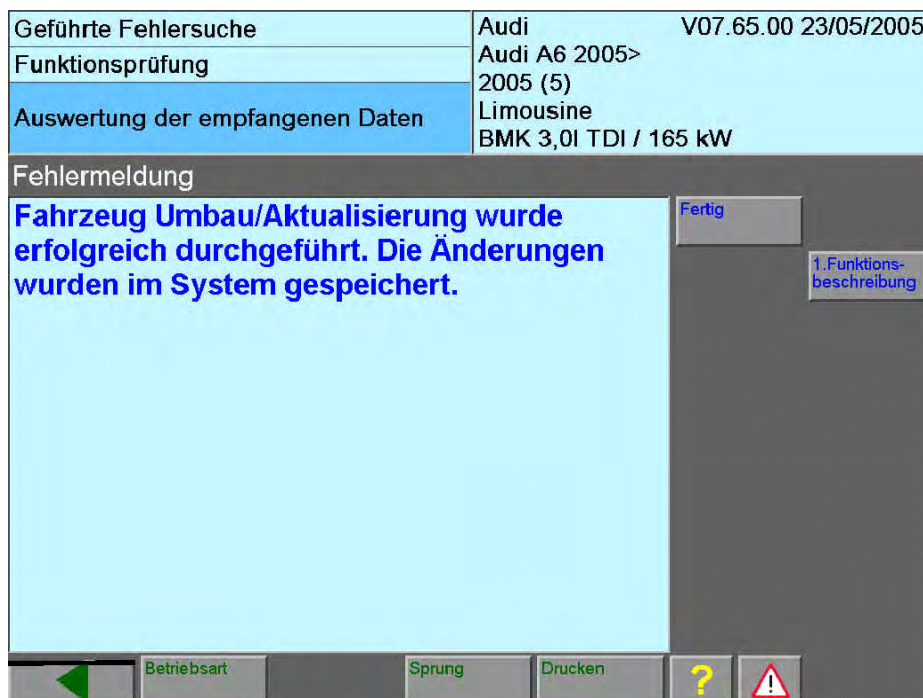 Geführte Fehlersuche
Funktionsprüfung
Auswertung der empfangenen Daten
Audi V07.65.00 23/05/2005
Audi A6 2005>
2005 (5)
Limousine
BMK 3,0l TDI / 165 kW
Fehlermeldung
Fahrzeug Umbau/Aktualisierung wurde
erfolgreich durchgeführt. Die Änderungen
wurden im System gespeichert.
Fertig
1.Funktions-
beschreibung
Betriebsart
Sprung
Drucken
?
!